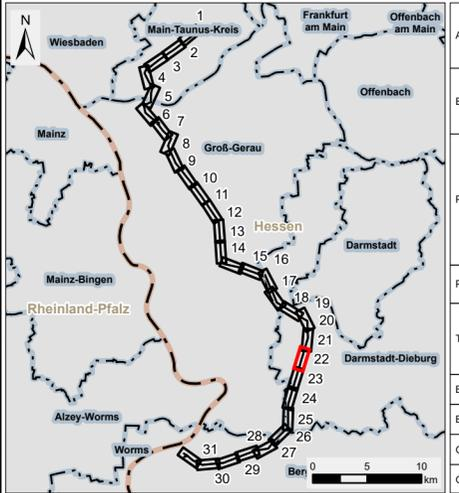 1
Frankfurt
am Main
Offenbach
am Main
N
Wiesbaden
Main-Taunus-Kreis
2
3
4
5
Offenbach
6
7
Mainz
8
Groß-Gerau
9
10
11
12
Hessen
13
14
Darmstadt
15
16
Mainz-Bingen
17
18
19
Rheinland-Pfalz
20
21
22
Darmstadt-Dieburg
23
24
Alzey-Worms
25
26
28
27
Worms
31
29
30
0
5
10
km